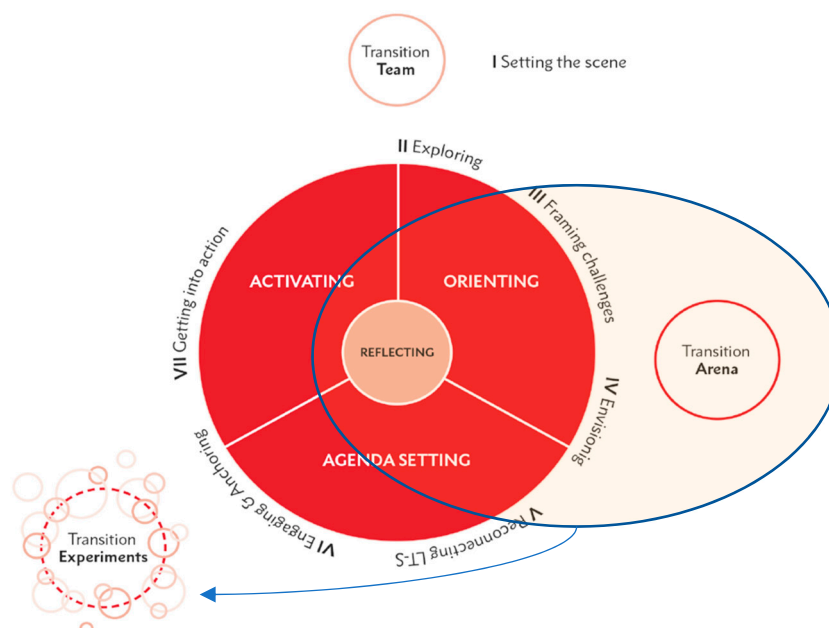 Transition
Team
I Setting the scene
II Exploring
III Framing challenges
VII Getting into action
ACTIVATING
ORIENTING
REFLECTING
Transition
Arena
IV Envisionig
AGENDA SETTING
VI Engaging & Anchoring
V Reconnecting LT-S
Transition
Experiments